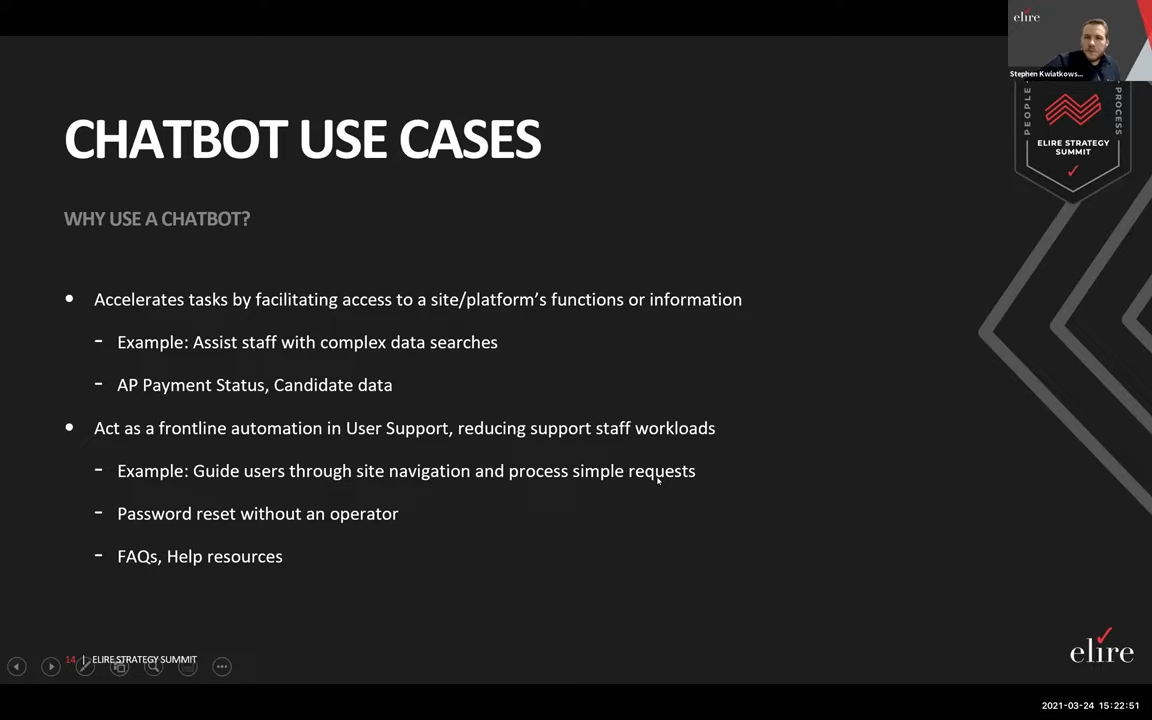 elire
Stephen Kwiatkows...
PEOPLE
PROCESS
ELIRE STRATEGY
SUMMIT
CHATBOT USE CASES
WHY USE A CHATBOT?
• Accelerates tasks by facilitating access to a site/platform's functions or information
- Example: Assist staff with complex data searches
- AP Payment Status, Candidate data
• Act as a frontline automation in User Support, reducing support staff workloads
- Example: Guide users through site navigation and process simple requests
- Password reset without an operator
- FAQs, Help resources
14 | ELIRE STRATEGY SUMMIT
elire
2021-03-24 15:22:51